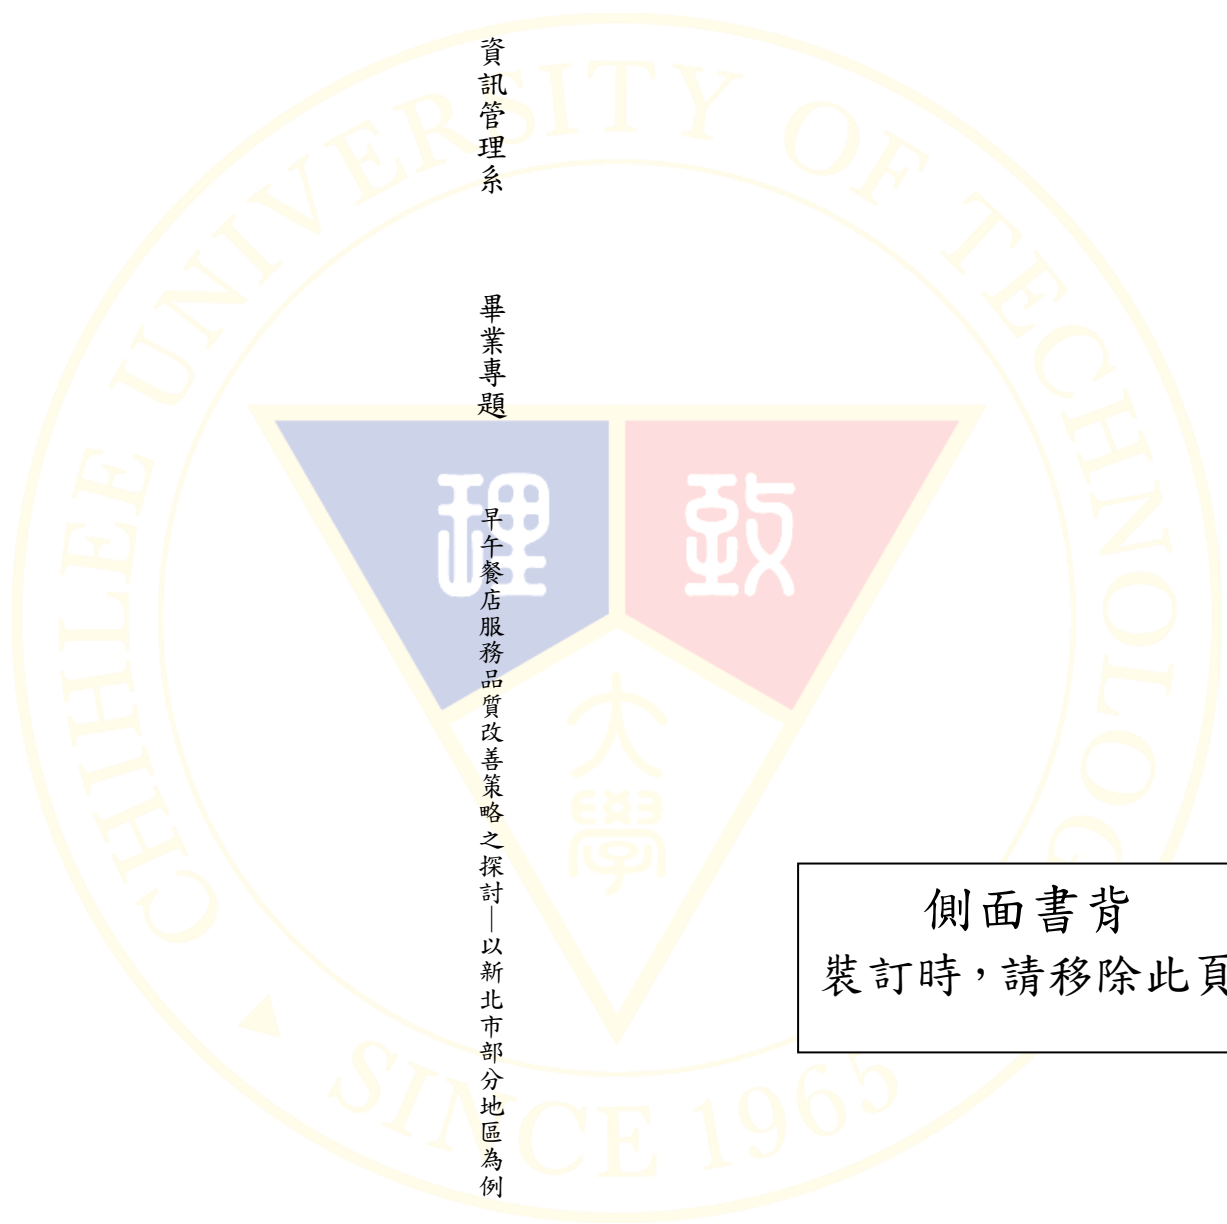 資訊管理系
畢業專題
早午餐店服務品質改善策略之探討—以新北市部分地區為例
側面書背
裝訂時，請移除此頁
CHIHLEE UNIVERSITY OF TECHNOLOG
理致
大學
SINCE 1965